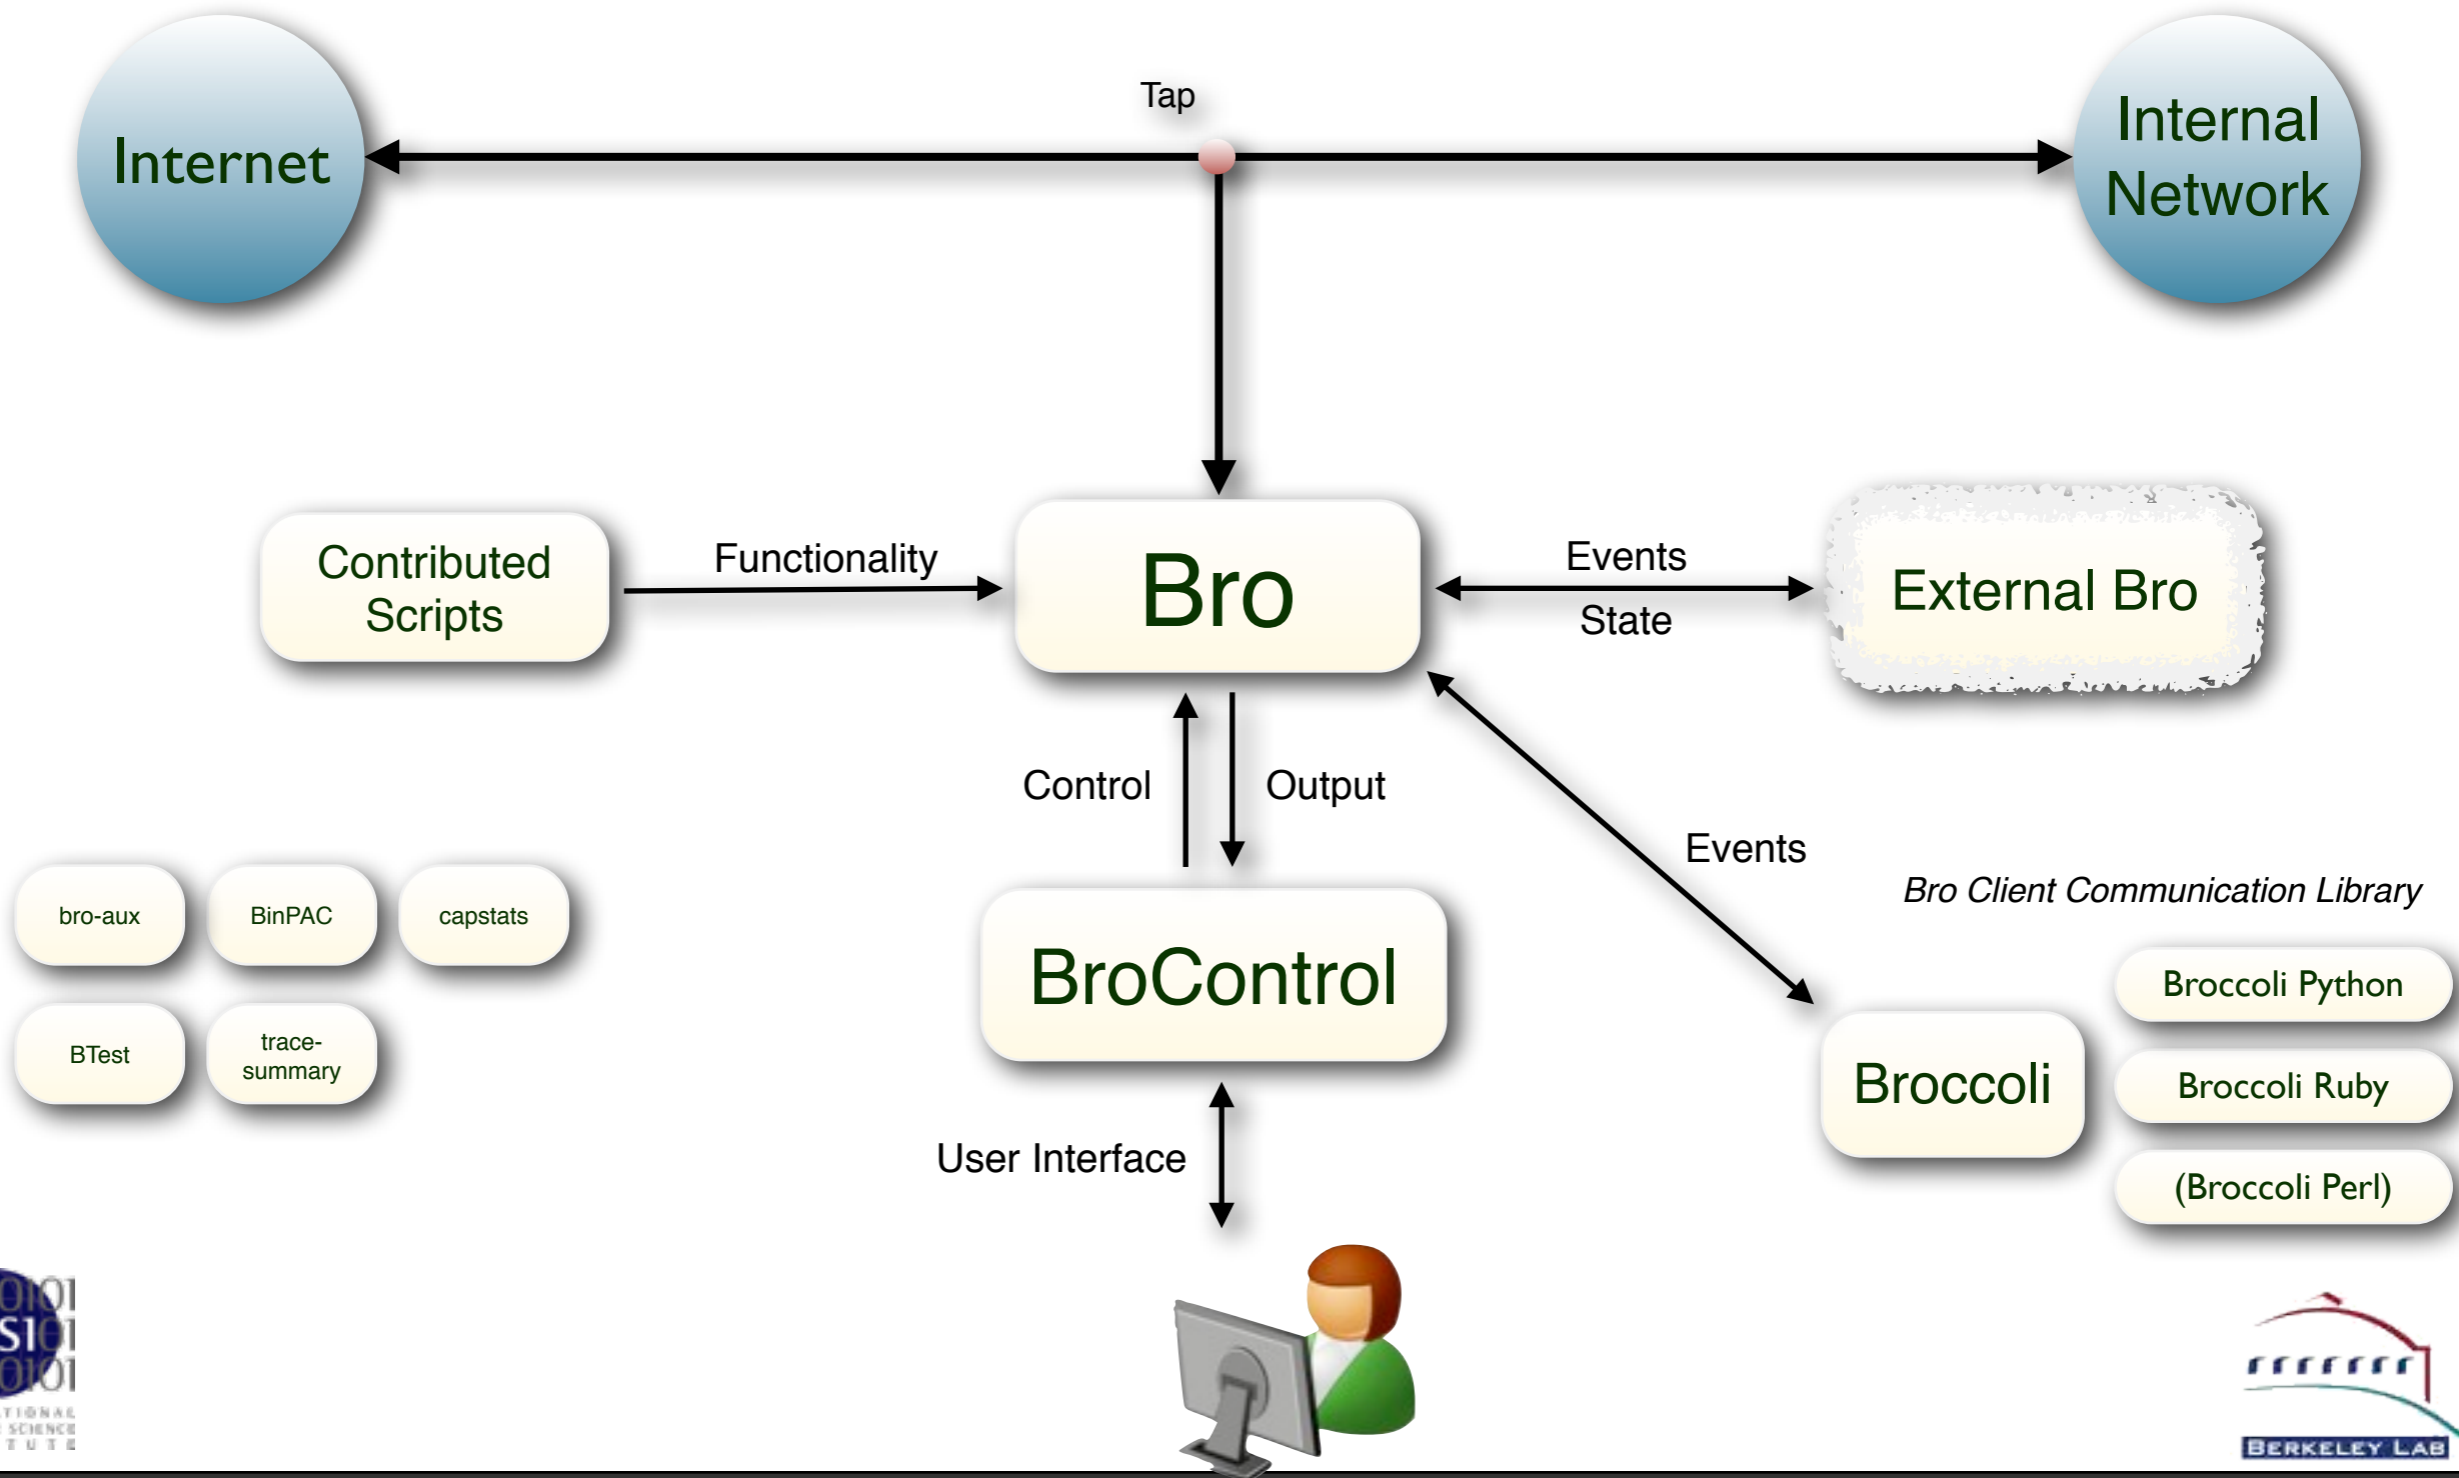 Tap
Internet
Internal
Network
Contributed
Scripts
Functionality
Bro
Events
State
External Bro
Control
Output
Events
bro-aux
BinPAC
capstats
BTest
trace-
summary
BroControl
Bro Client Communication Library
Broccoli
Broccoli Python
Broccoli Ruby
(Broccoli Perl)
User Interface
BERKELEY LAB